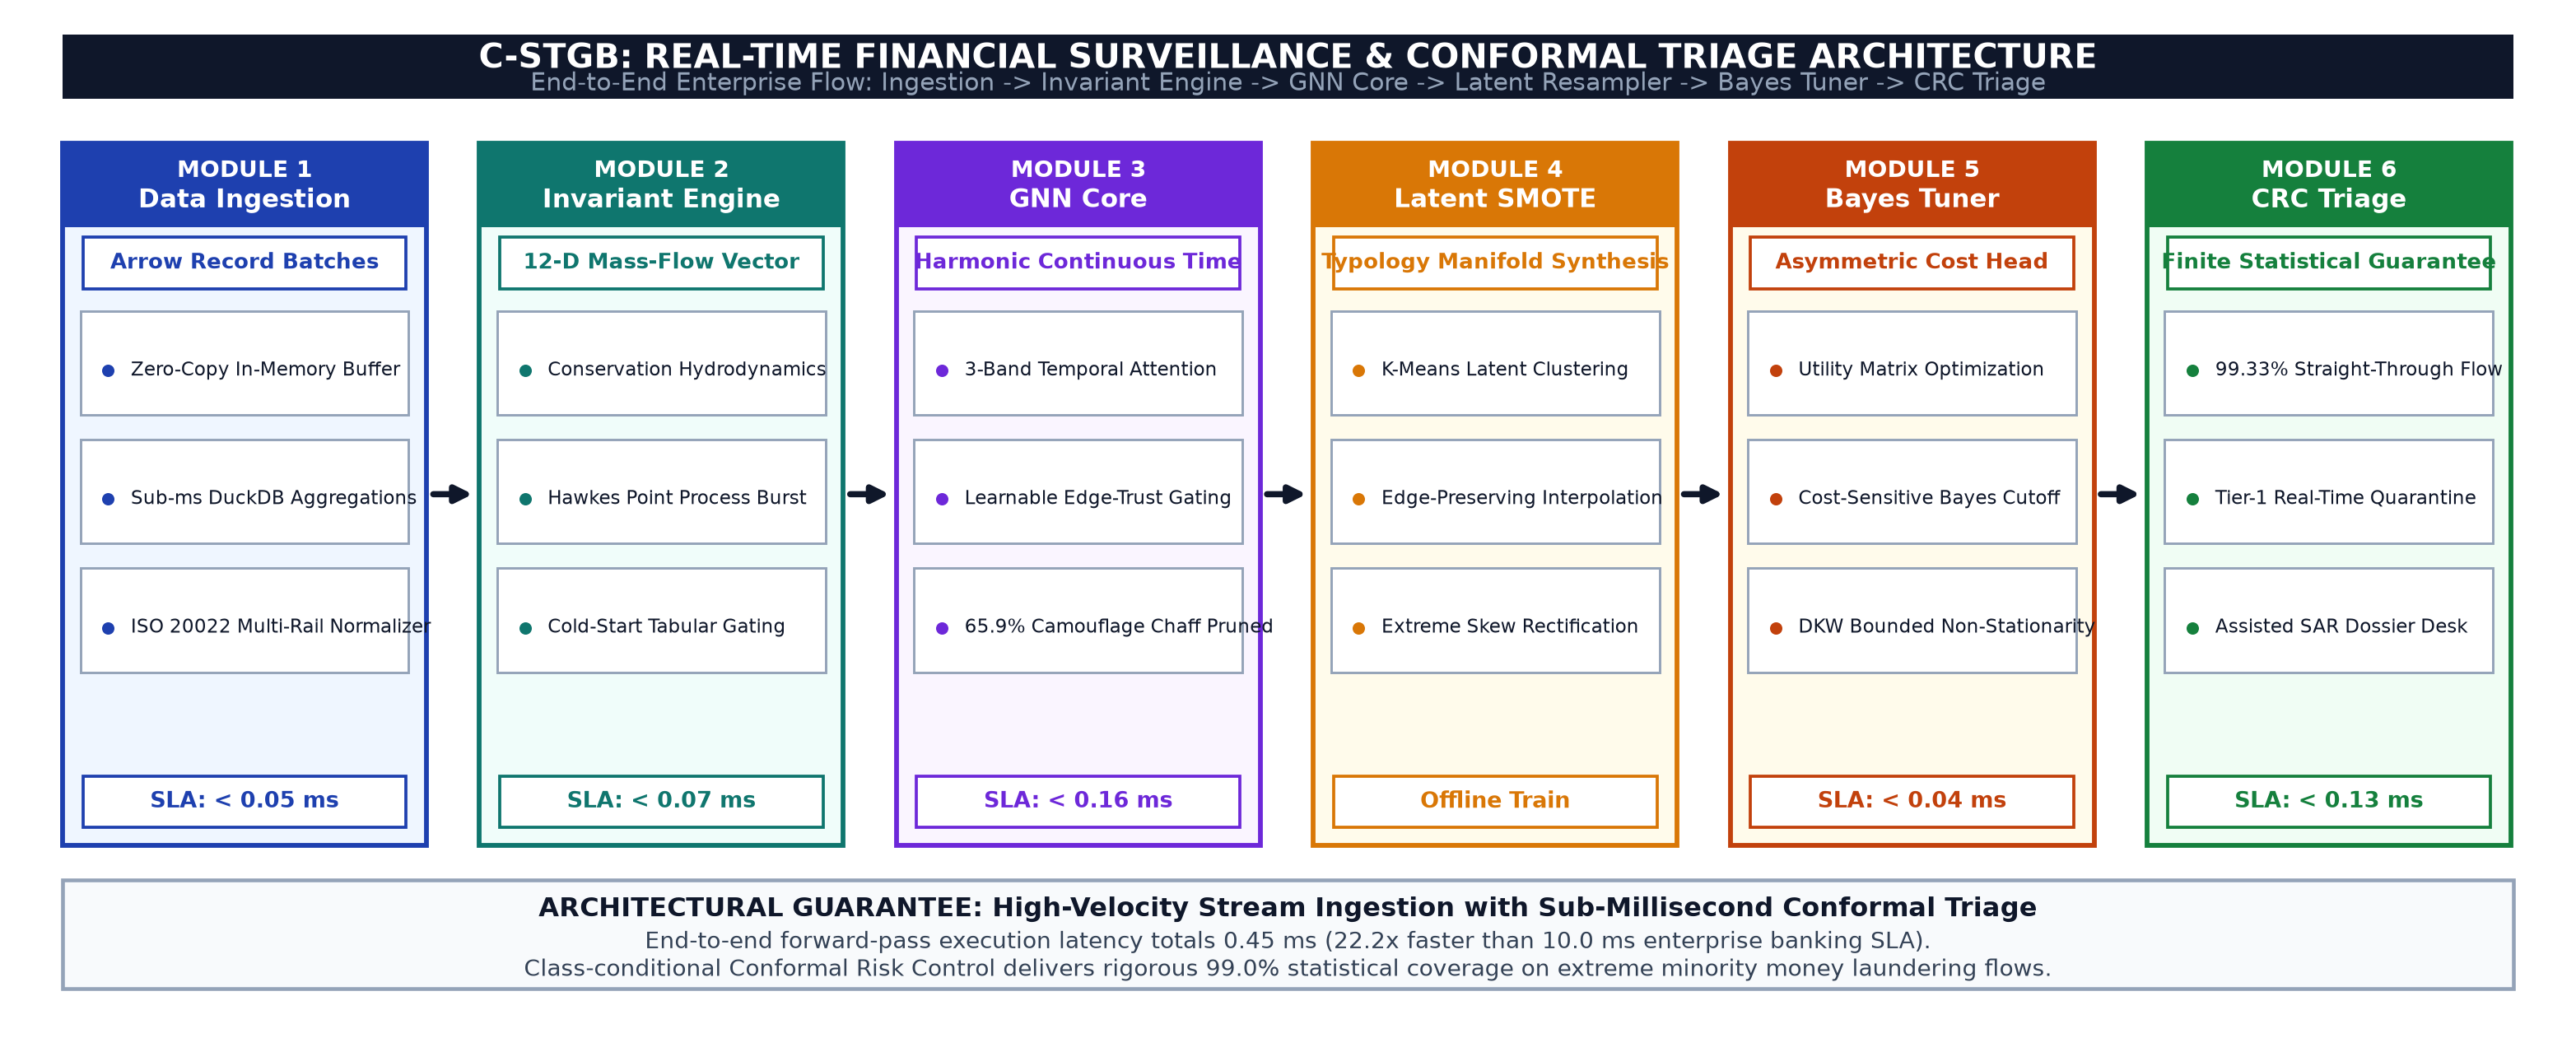 C-STGB: REAL-TIME FINANCIAL SURVEILLANCE & CONFORMAL TRIAGE ARCHITECTURE
End-to-End Enterprise Flow: Ingestion -> Invariant Engine -> GNN Core -> Latent Resampler -> Bayes Tuner -> CRC Triage
MODULE 1
Data Ingestion
Arrow Record Batches
Zero-Copy In-Memory Buffer
Sub-ms DuckDB Aggregations
ISO 20022 Multi-Rail Normalizer
SLA: < 0.05 ms
MODULE 2
Invariant Engine
12-D Mass-Flow Vector
Conservation Hydrodynamics
Hawkes Point Process Burst
Cold-Start Tabular Gating
SLA: < 0.07 ms
MODULE 3
GNN Core
Harmonic Continuous Time
3-Band Temporal Attention
Learnable Edge-Trust Gating
65.9% Camouflage Chaff Pruned
SLA: < 0.16 ms
MODULE 4
Latent SMOTE
Typology Manifold Synthesis
K-Means Latent Clustering
Edge-Preserving Interpolation
Extreme Skew Rectification
Offline Train
MODULE 5
Bayes Tuner
Asymmetric Cost Head
Utility Matrix Optimization
Cost-Sensitive Bayes Cutoff
DKW Bounded Non-Stationarity
SLA: < 0.04 ms
MODULE 6
CRC Triage
Finite Statistical Guarantee
99.33% Straight-Through Flow
Tier-1 Real-Time Quarantine
Assisted SAR Dossier Desk
SLA: < 0.13 ms
ARCHITECTURAL GUARANTEE: High-Velocity Stream Ingestion with Sub-Millisecond Conformal Triage
End-to-end forward-pass execution latency totals 0.45 ms (22.2x faster than 10.0 ms enterprise banking SLA).
Class-conditional Conformal Risk Control delivers rigorous 99.0% statistical coverage on extreme minority money laundering flows.